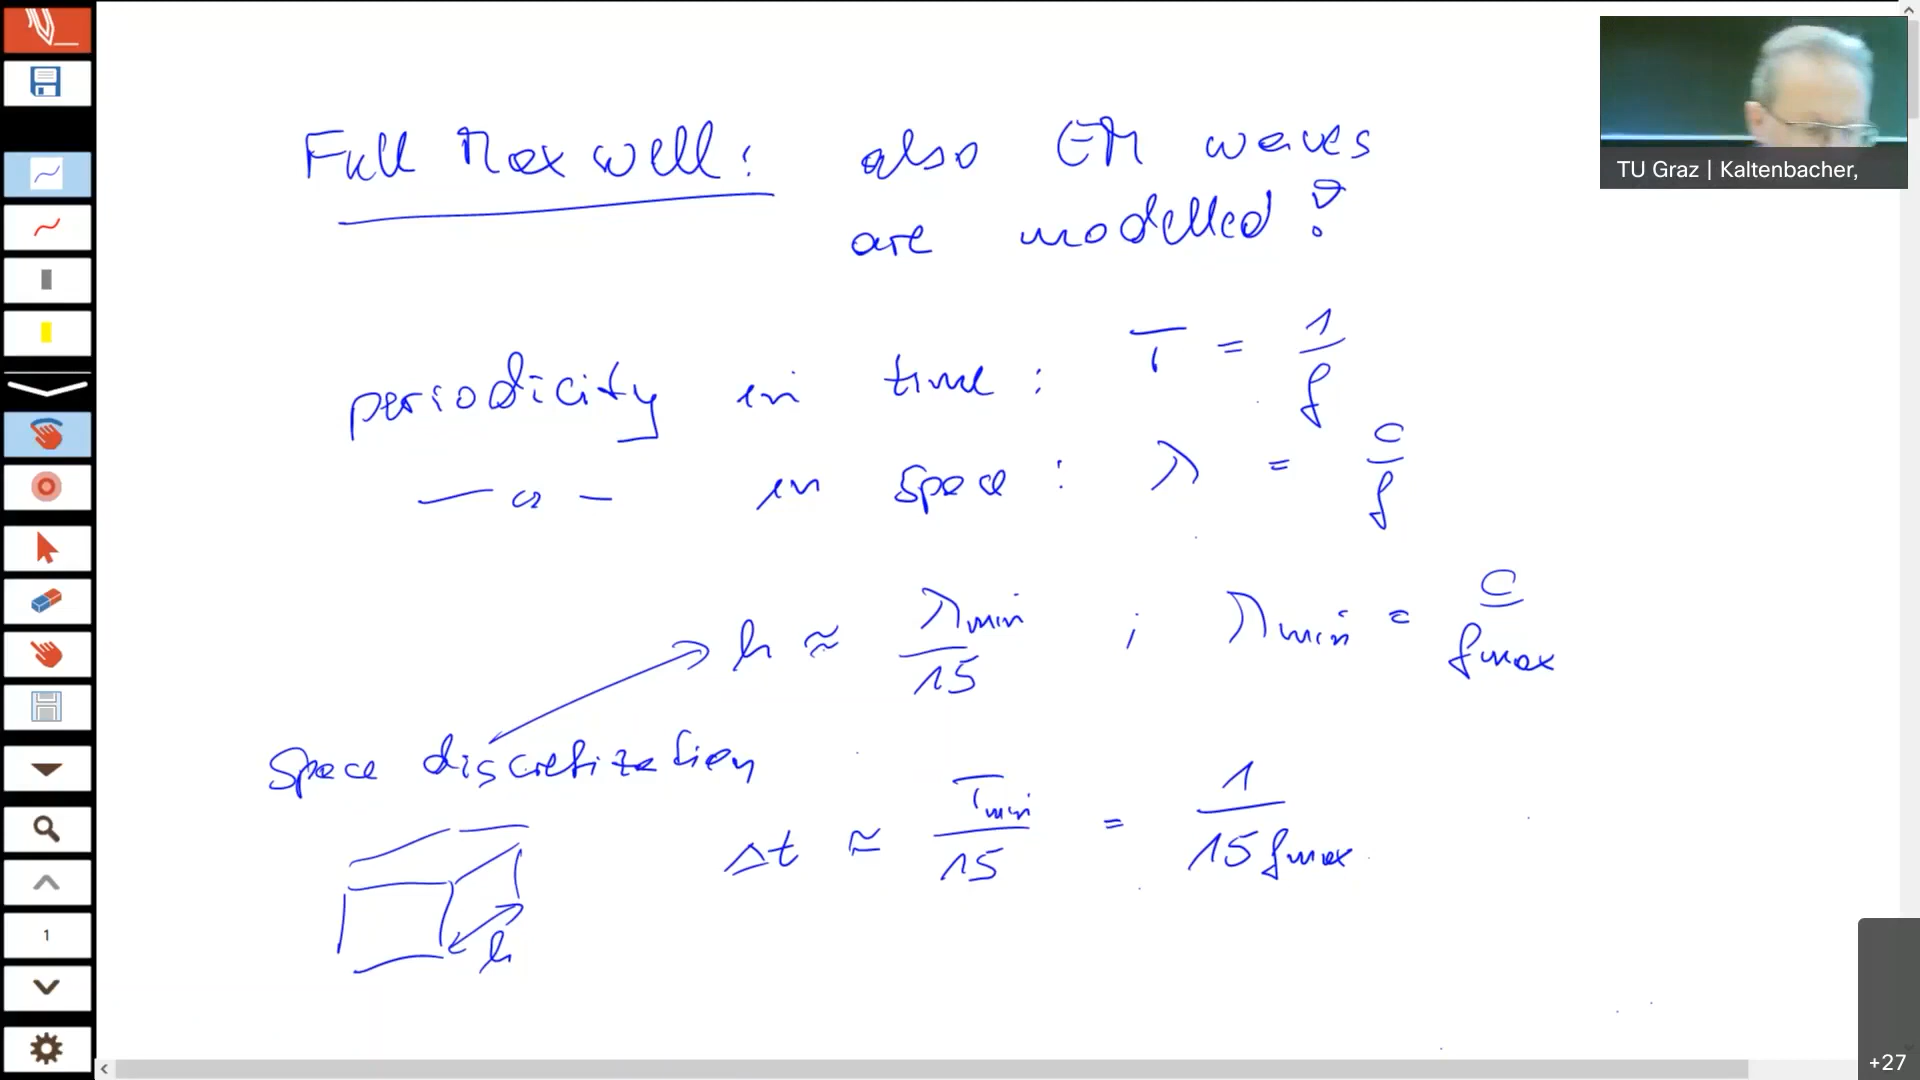 TU Graz | Kaltenbacher,
Full Maxwell: also EM waves
are modelled!
periodicity in time: T = 1/f
— " — in space: λ = c/f
h ≈ λmin/15 ; λmin = c/fmax
Space discretization
Δt ≈ Tmin/15 = 1/(15 fmax)
h
1
+27